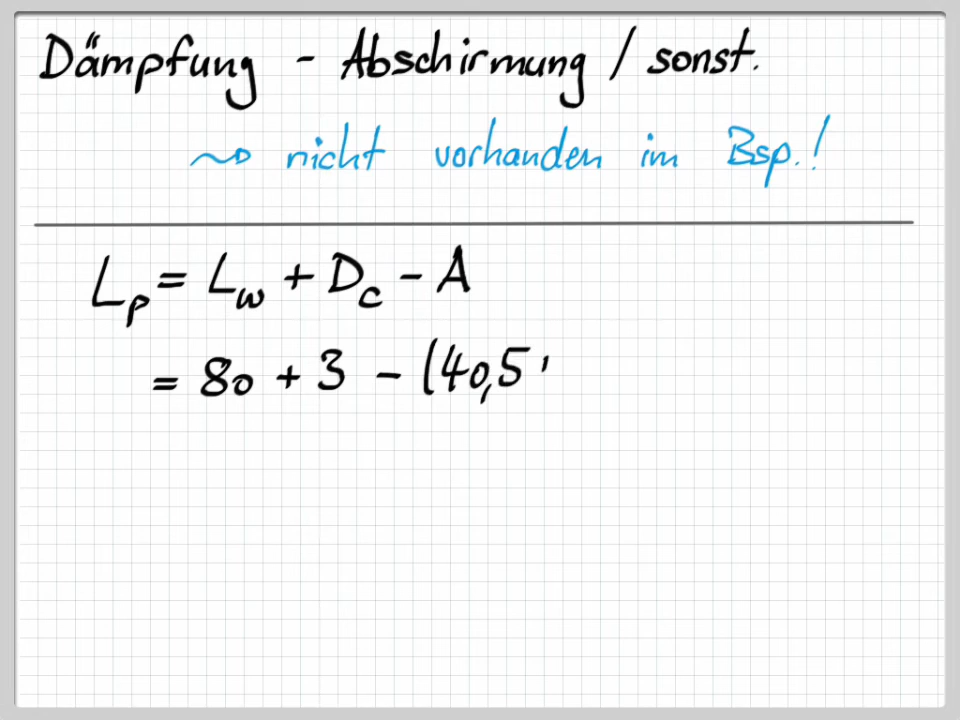 Dämpfung - Abschirmung / sonst.
~> nicht vorhanden im Bsp.!
Lp = Lw + Dc - A
= 80 + 3 - (40,5